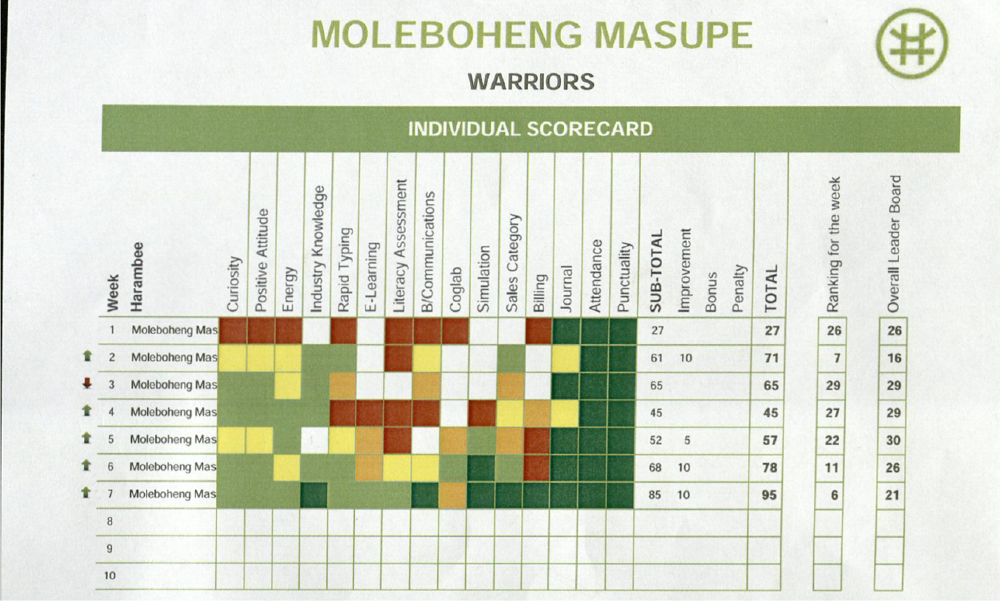 MOLEBOHENG MASUPE
WARRIORS
INDIVIDUAL SCORECARD
Week Harambee Curiosity Positive Attitude Energy Industry Knowledge Rapid Typing E-Learning Literacy Assessment B/Communications Coglab Simulation Sales Category Billing Journal Attendance Punctuality SUB-TOTAL Improvement Bonus Penalty TOTAL Ranking for the week Overall Leader Board
1 Moleboheng Mas 27 27 26 26
2 Moleboheng Mas 61 10 71 7 16
3 Moleboheng Mas 65 65 29 29
4 Moleboheng Mas 45 45 27 29
5 Moleboheng Mas 52 5 57 22 30
6 Moleboheng Mas 68 10 78 11 26
7 Moleboheng Mas 85 10 95 6 21
8
9
10